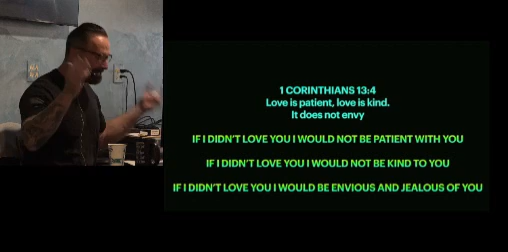 1 CORINTHIANS 13:4
Love is patient, love is kind.
It does not envy
IF I DIDN'T LOVE YOU I WOULD NOT BE PATIENT WITH YOU
IF I DIDN'T LOVE YOU I WOULD NOT BE KIND TO YOU
IF I DIDN'T LOVE YOU I WOULD BE ENVIOUS AND JEALOUS OF YOU